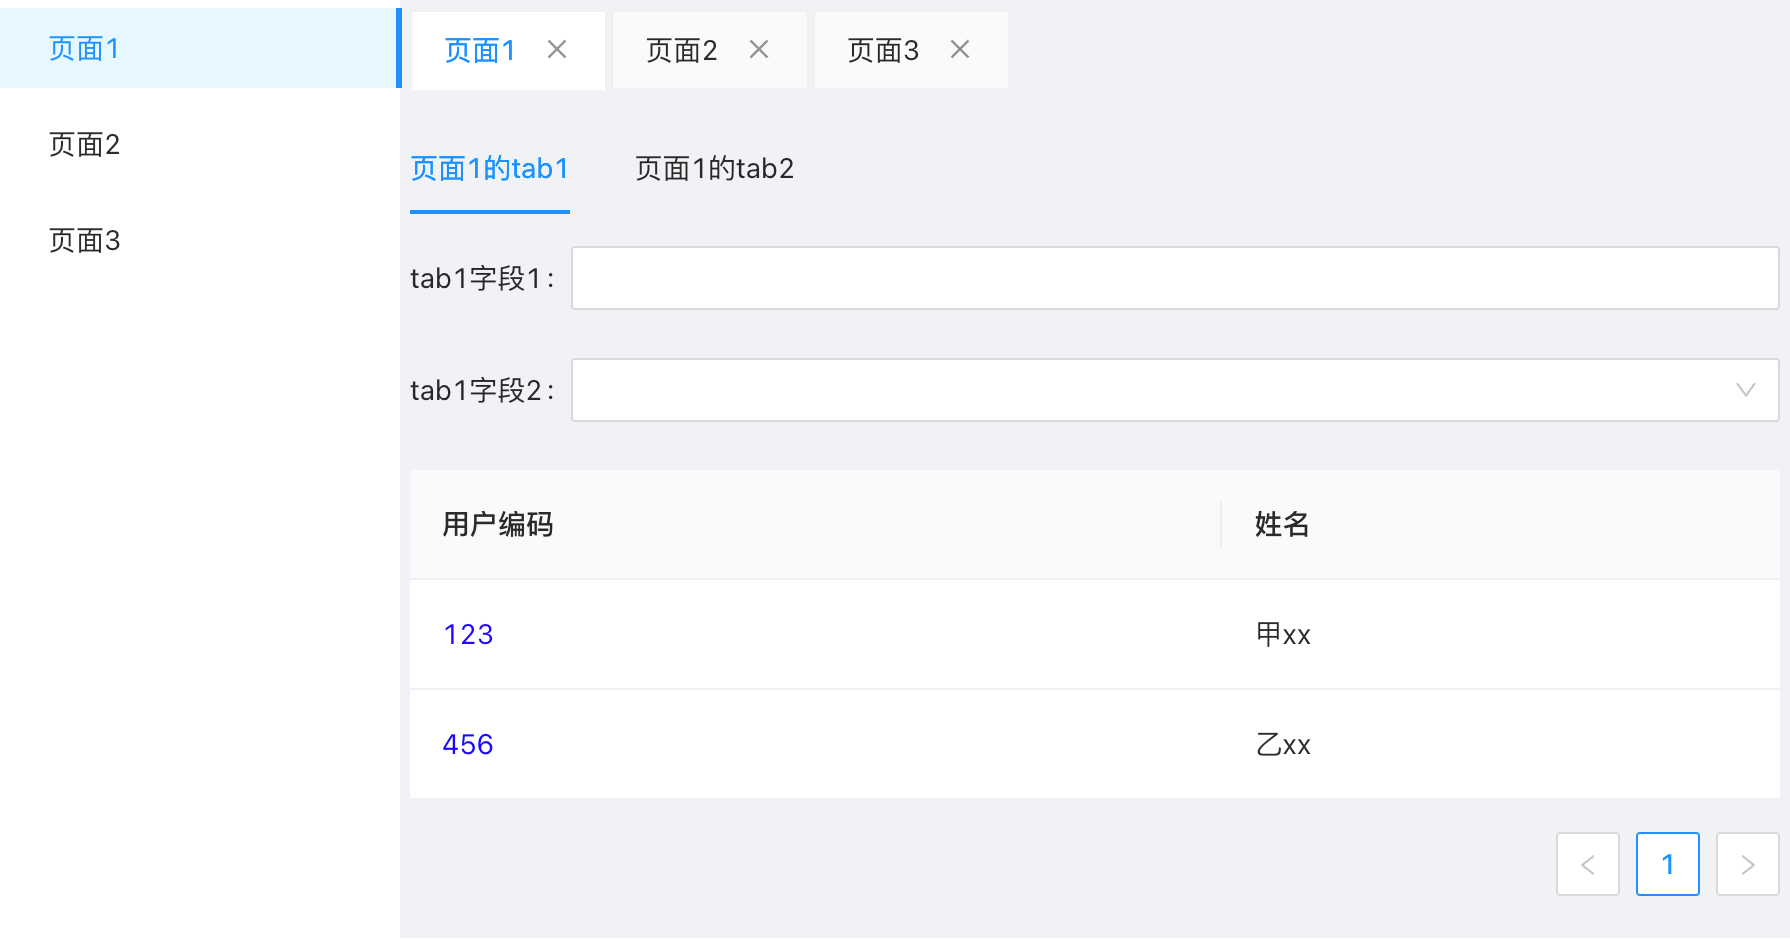 页面1
页面2
页面3
页面1
页面2
页面3
页面1的tab1
页面1的tab2
tab1字段1:
tab1字段2:
用户编码 姓名
123 甲xx
456 乙xx
1